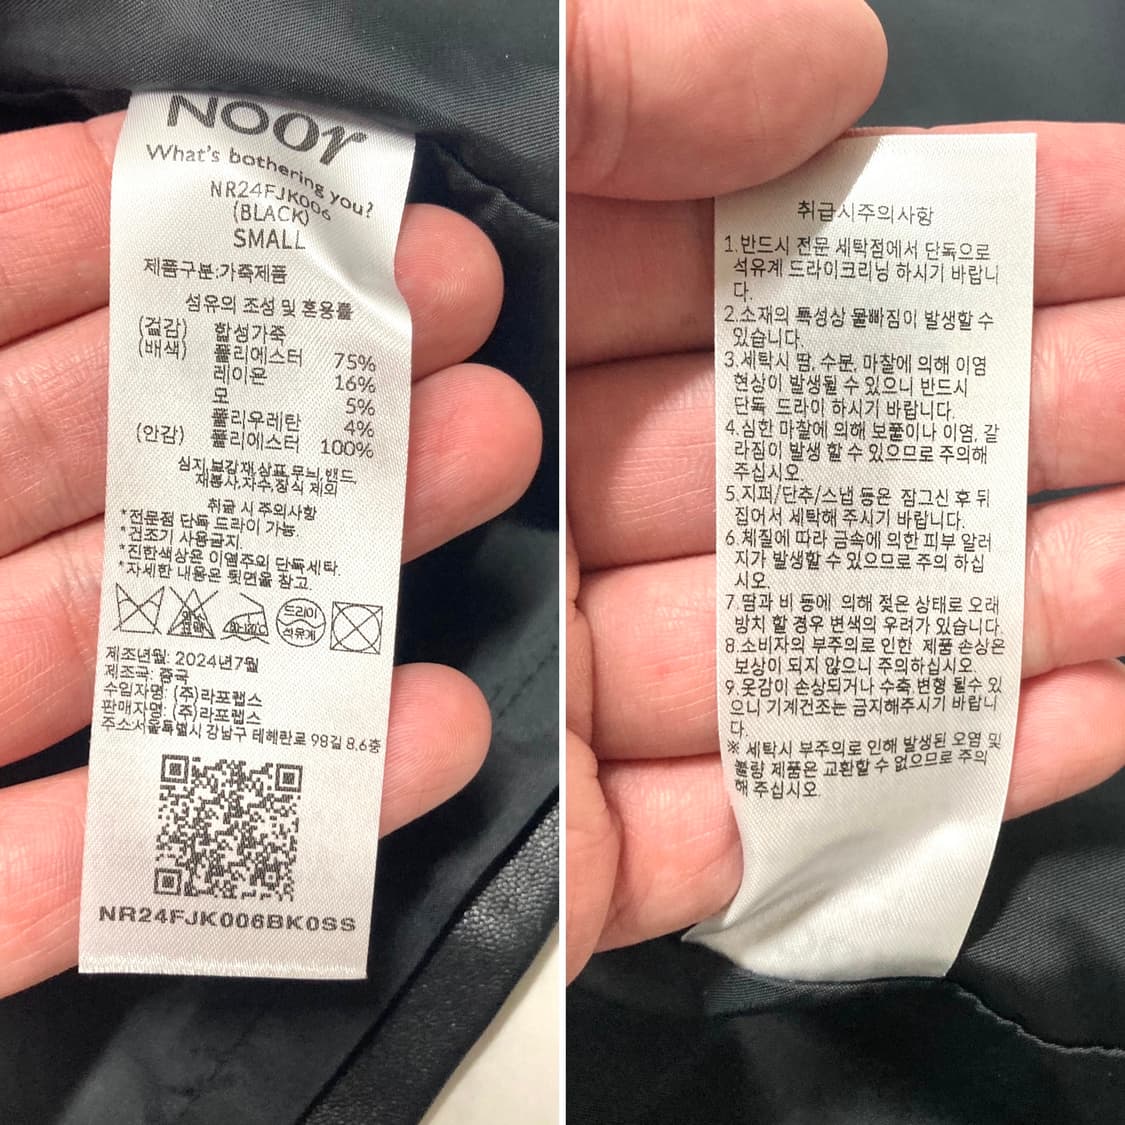 NOOr
What's bothering you?
NR24FJK006
(BLACK)
SMALL
제품구분:가죽제품
섬유의 조성 및 혼용률
(겉감) 합성가죽
(배색) 폴리에스터 75%
레이온 16%
모 5%
폴리우레탄 4%
(안감) 폴리에스터 100%
심지,보강재,상표,무늬,밴드,
재봉사,자수,장식 제외
취급 시 주의사항
*전문점 단독 드라이 가능.
*건조기 사용금지.
*진한색상은 이염주의 단독세탁.
*자세한 내용은 뒷면을 참고.
80~120℃
드라이
석유계
제조년월: 2024년7월
제조국: 중국
수입자명: (주)라포랩스
판매자명: (주)라포랩스
주소:서울특별시 강남구 테헤란로 98길 8.6층
NR24FJK006BK0SS
취급시주의사항
1.반드시 전문 세탁점에서 단독으로
석유계 드라이크리닝 하시기 바랍니
다.
2.소재의 특성상 물빠짐이 발생할 수
있습니다.
3.세탁시 땀, 수분, 마찰에 의해 이염
현상이 발생될 수 있으니 반드시
단독 드라이 하시기 바랍니다.
4.심한 마찰에 의해 보풀이나 이염, 갈
라짐이 발생 할 수 있으므로 주의해
주십시오.
5.지퍼/단추/스냅 등은 잠그신 후 뒤
집어서 세탁해 주시기 바랍니다.
6.체질에 따라 금속에 의한 피부 알러
지가 발생할 수 있으므로 주의 하십
시오.
7.땀과 비 등에 의해 젖은 상태로 오래
방치 할 경우 변색의 우려가 있습니다.
8.소비자의 부주의로 인한 제품 손상은
보상이 되지 않으니 주의하십시오.
9.옷감이 손상되거나 수축 변형 될수 있
으니 기계건조는 금지해주시기 바랍니
다.
※ 세탁시 부주의로 인해 발생된 오염 및
불량 제품은 교환할 수 없으므로 주의
해 주십시오.